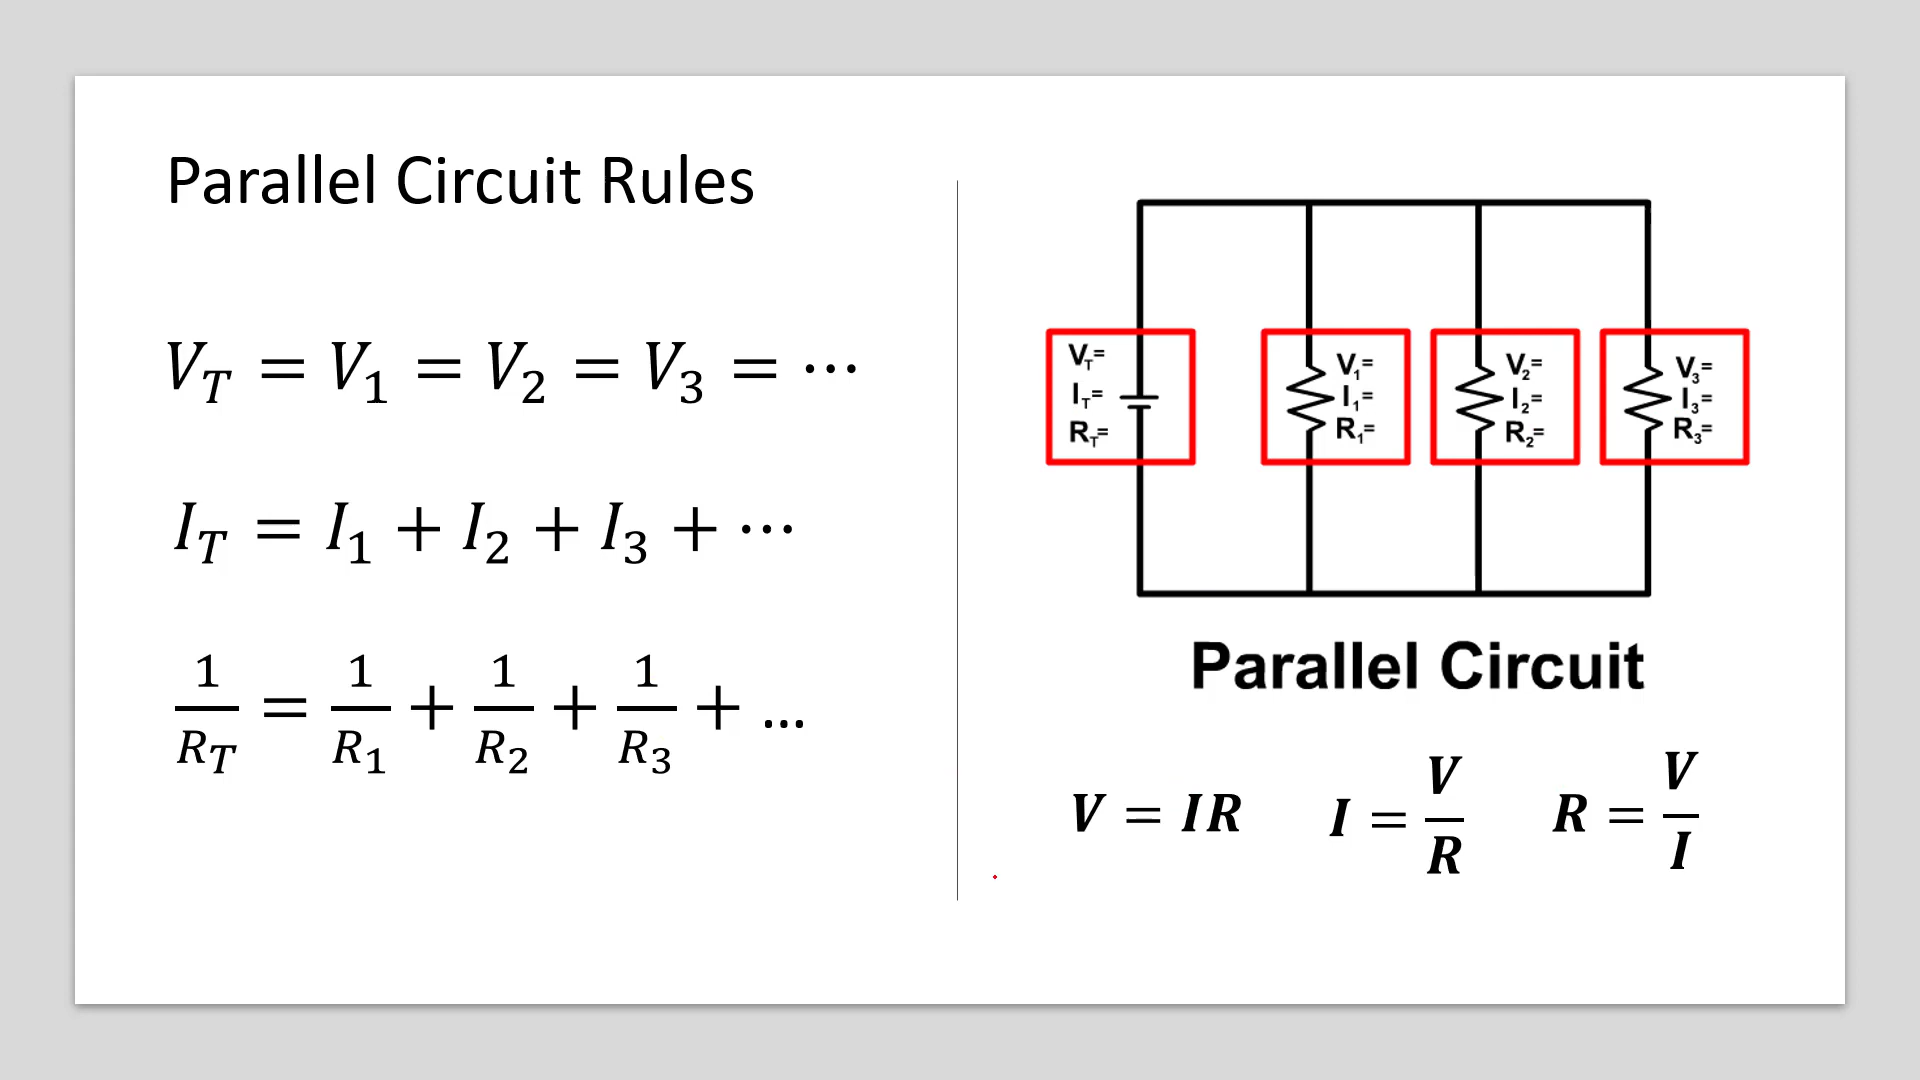 Parallel Circuit Rules
V_T = V_1 = V_2 = V_3 = ⋯
I_T = I_1 + I_2 + I_3 + ⋯
1/R_T = 1/R_1 + 1/R_2 + 1/R_3 + ...
V_T=
I_T=
R_T=
V_1=
I_1=
R_1=
V_2=
I_2=
R_2=
V_3=
I_3=
R_3=
Parallel Circuit
V = IR
I = V/R
R = V/I